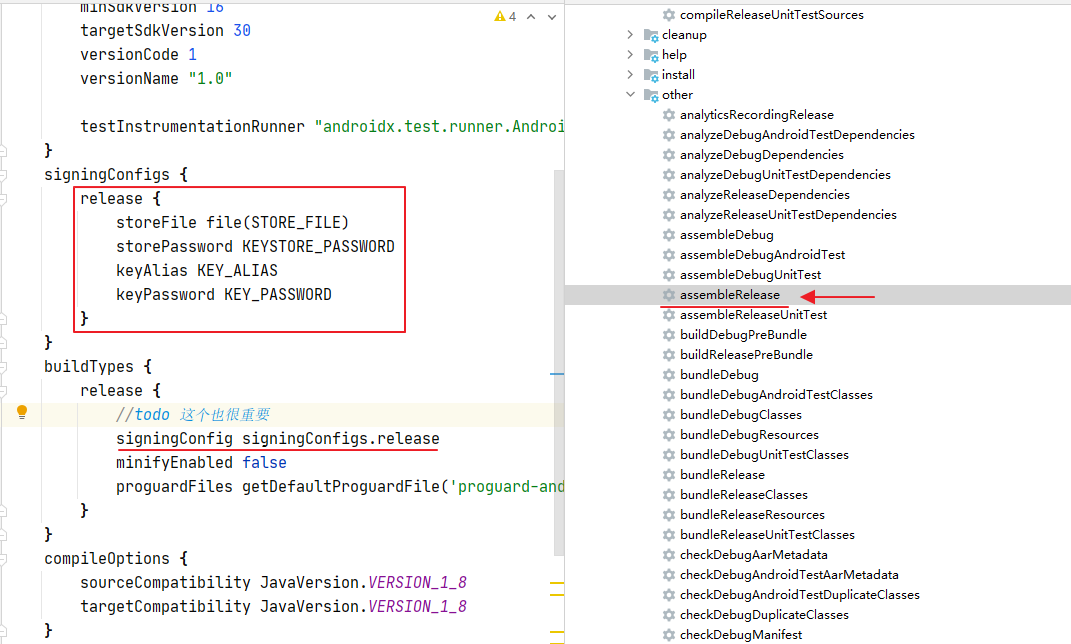 minSdkVersion 16
targetSdkVersion 30
versionCode 1
versionName "1.0"
testInstrumentationRunner "androidx.test.runner.Androi
}
signingConfigs {
release {
storeFile file(STORE_FILE)
storePassword KEYSTORE_PASSWORD
keyAlias KEY_ALIAS
keyPassword KEY_PASSWORD
}
}
buildTypes {
release {
//todo 这个也很重要
signingConfig signingConfigs.release
minifyEnabled false
proguardFiles getDefaultProguardFile('proguard-and
}
}
compileOptions {
sourceCompatibility JavaVersion.VERSION_1_8
targetCompatibility JavaVersion.VERSION_1_8
}
4
compileReleaseUnitTestSources
cleanup
help
install
other
analyticsRecordingRelease
analyzeDebugAndroidTestDependencies
analyzeDebugDependencies
analyzeDebugUnitTestDependencies
analyzeReleaseDependencies
analyzeReleaseUnitTestDependencies
assembleDebug
assembleDebugAndroidTest
assembleDebugUnitTest
assembleRelease
assembleReleaseUnitTest
buildDebugPreBundle
buildReleasePreBundle
bundleDebug
bundleDebugAndroidTestClasses
bundleDebugClasses
bundleDebugResources
bundleDebugUnitTestClasses
bundleRelease
bundleReleaseClasses
bundleReleaseResources
bundleReleaseUnitTestClasses
checkDebugAarMetadata
checkDebugAndroidTestAarMetadata
checkDebugAndroidTestDuplicateClasses
checkDebugDuplicateClasses
checkDebugManifest